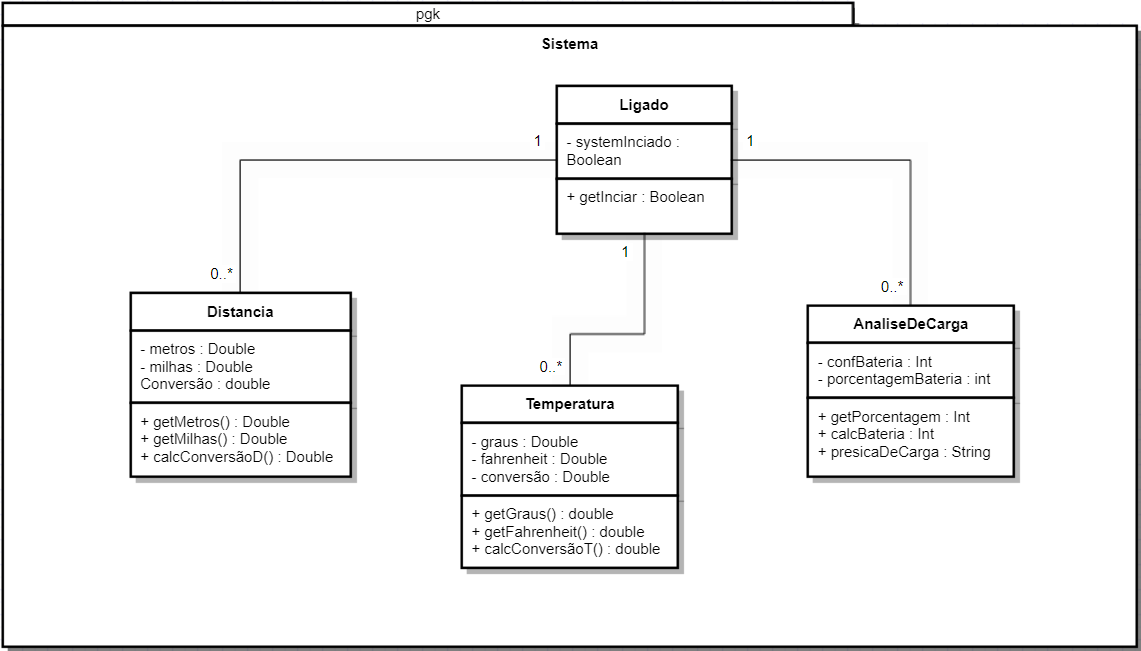 pgk
Sistema
Ligado
- systemInciado :
Boolean
+ getInciar : Boolean
1
1
1
0..*
0..*
0..*
Distancia
- metros : Double
- milhas : Double
Conversão : double
+ getMetros() : Double
+ getMilhas() : Double
+ calcConversãoD() : Double
Temperatura
- graus : Double
- fahrenheit : Double
- conversão : Double
+ getGraus() : double
+ getFahrenheit() : double
+ calcConversãoT() : double
AnaliseDeCarga
- confBateria : Int
- porcentagemBateria : int
+ getPorcentagem : Int
+ calcBateria : Int
+ presicaDeCarga : String